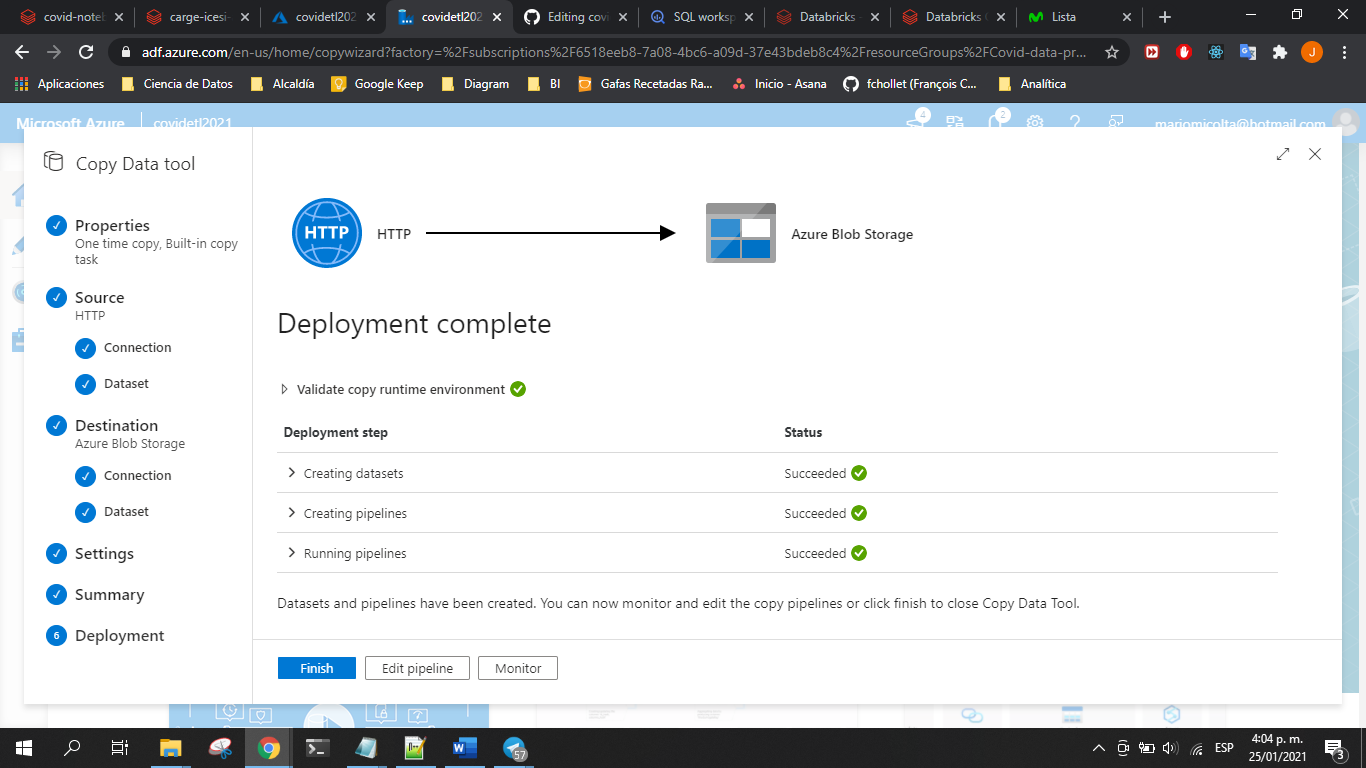 covid-noteb
carge-icesi-
covidetl202
covidetl202
Editing covi
SQL worksp
Databricks -
Databricks
Lista
adf.azure.com/en-us/home/copywizard?factory=%2Fsubscriptions%2F6518eeb8-7a08-4bc6-a09d-37e43bdeb8c4%2FresourceGroups%2FCovid-data-pr...
J
Aplicaciones
Ciencia de Datos
Alcaldía
Google Keep
Diagram
BI
Gafas Recetadas Ra...
Inicio - Asana
fchollet (François C...
Analítica
Microsoft Azure
covidetl2021
4
2
mariomicolta@hotmail.com
Copy Data tool
Properties
One time copy, Built-in copy
task
Source
HTTP
Connection
Dataset
Destination
Azure Blob Storage
Connection
Dataset
Settings
Summary
6
Deployment
HTTP
HTTP
Azure Blob Storage
Deployment complete
Validate copy runtime environment
Deployment step
Status
Creating datasets
Succeeded
Creating pipelines
Succeeded
Running pipelines
Succeeded
Datasets and pipelines have been created. You can now monitor and edit the copy pipelines or click finish to close Copy Data Tool.
Finish
Edit pipeline
Monitor
57
ESP
4:04 p. m.
25/01/2021
3